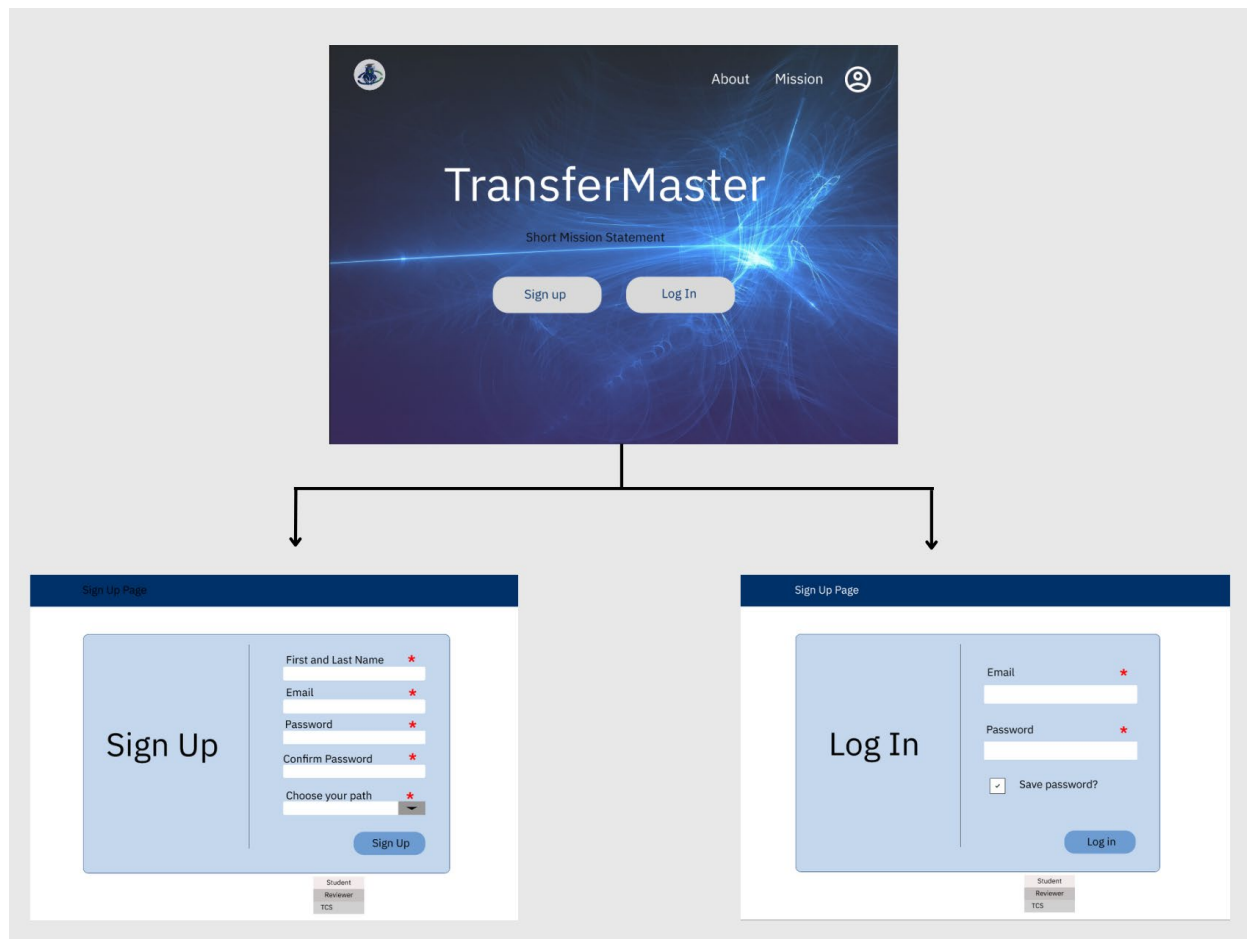 About Mission
TransferMaster
Short Mission Statement
Sign up Log In
Sign Up Page
Sign Up
First and Last Name *
Email *
Password *
Confirm Password *
Choose your path *
Sign Up
Student
Reviewer
TCS
Sign Up Page
Log In
Email *
Password *
Save password?
Log in
Student
Reviewer
TCS